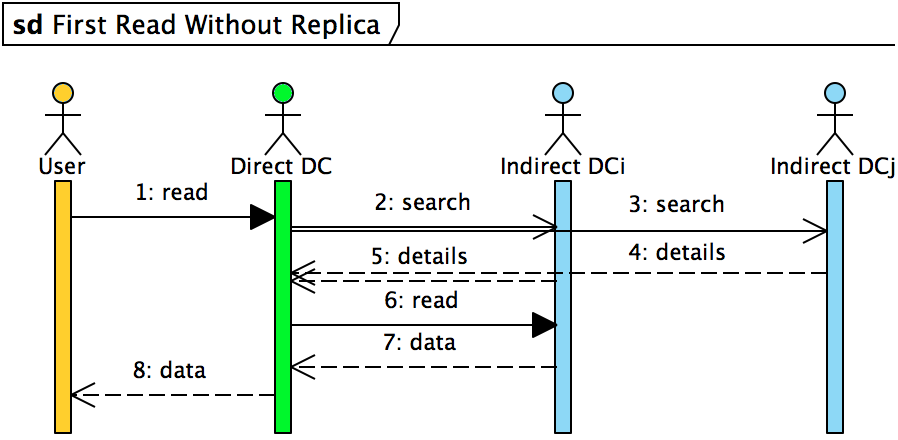 sd First Read Without Replica
User
Direct DC
Indirect DCi
Indirect DCj
1: read
2: search
3: search
4: details
5: details
6: read
7: data
8: data